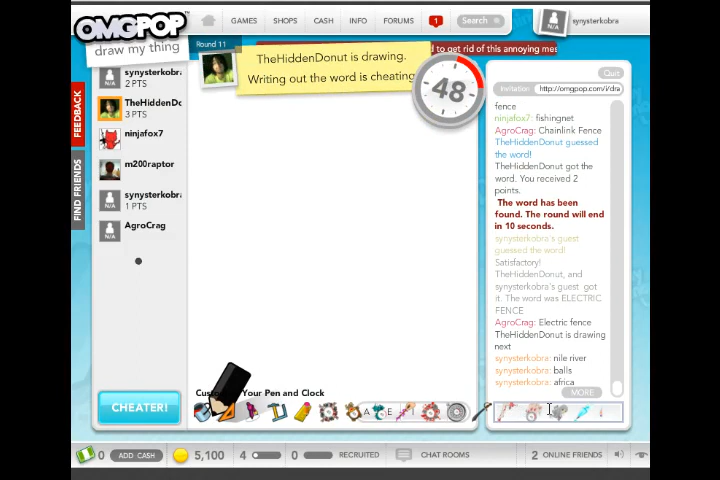 OMGPOP
draw my thing
GAMES SHOPS CASH INFO FORUMS 1 Search synysterkobra
Round 11
d to get rid of this annoying mes
TheHiddenDonut is drawing.
Writing out the word is cheating
48
Quit
Invitation http://omgpop.com/i/dra
FEEDBACK
FIND FRIENDS
synysterkobra
2 PTS
TheHiddenDo
3 PTS
ninjafox7
m200raptor
synysterkobra
1 PTS
AgroCrag
N/A
fence
ninjafox7: fishingnet
AgroCrag: Chainlink Fence
TheHiddenDonut guessed
the word!
TheHiddenDonut got the
word. You received 2
points.
The word has been
found. The round will end
in 10 seconds.
synysterkobra's guest
guessed the word!
Satisfactory!
TheHiddenDonut, and
synysterkobra's guest got
it. The word was ELECTRIC
FENCE
AgroCrag: Electric fence
TheHiddenDonut is drawing
next
synysterkobra: nile river
synysterkobra: balls
synysterkobra: africa
MORE
Your Pen and Clock
CHEATER!
0 ADD CASH 5,100 4 0 RECRUITED CHAT ROOMS 2 ONLINE FRIENDS